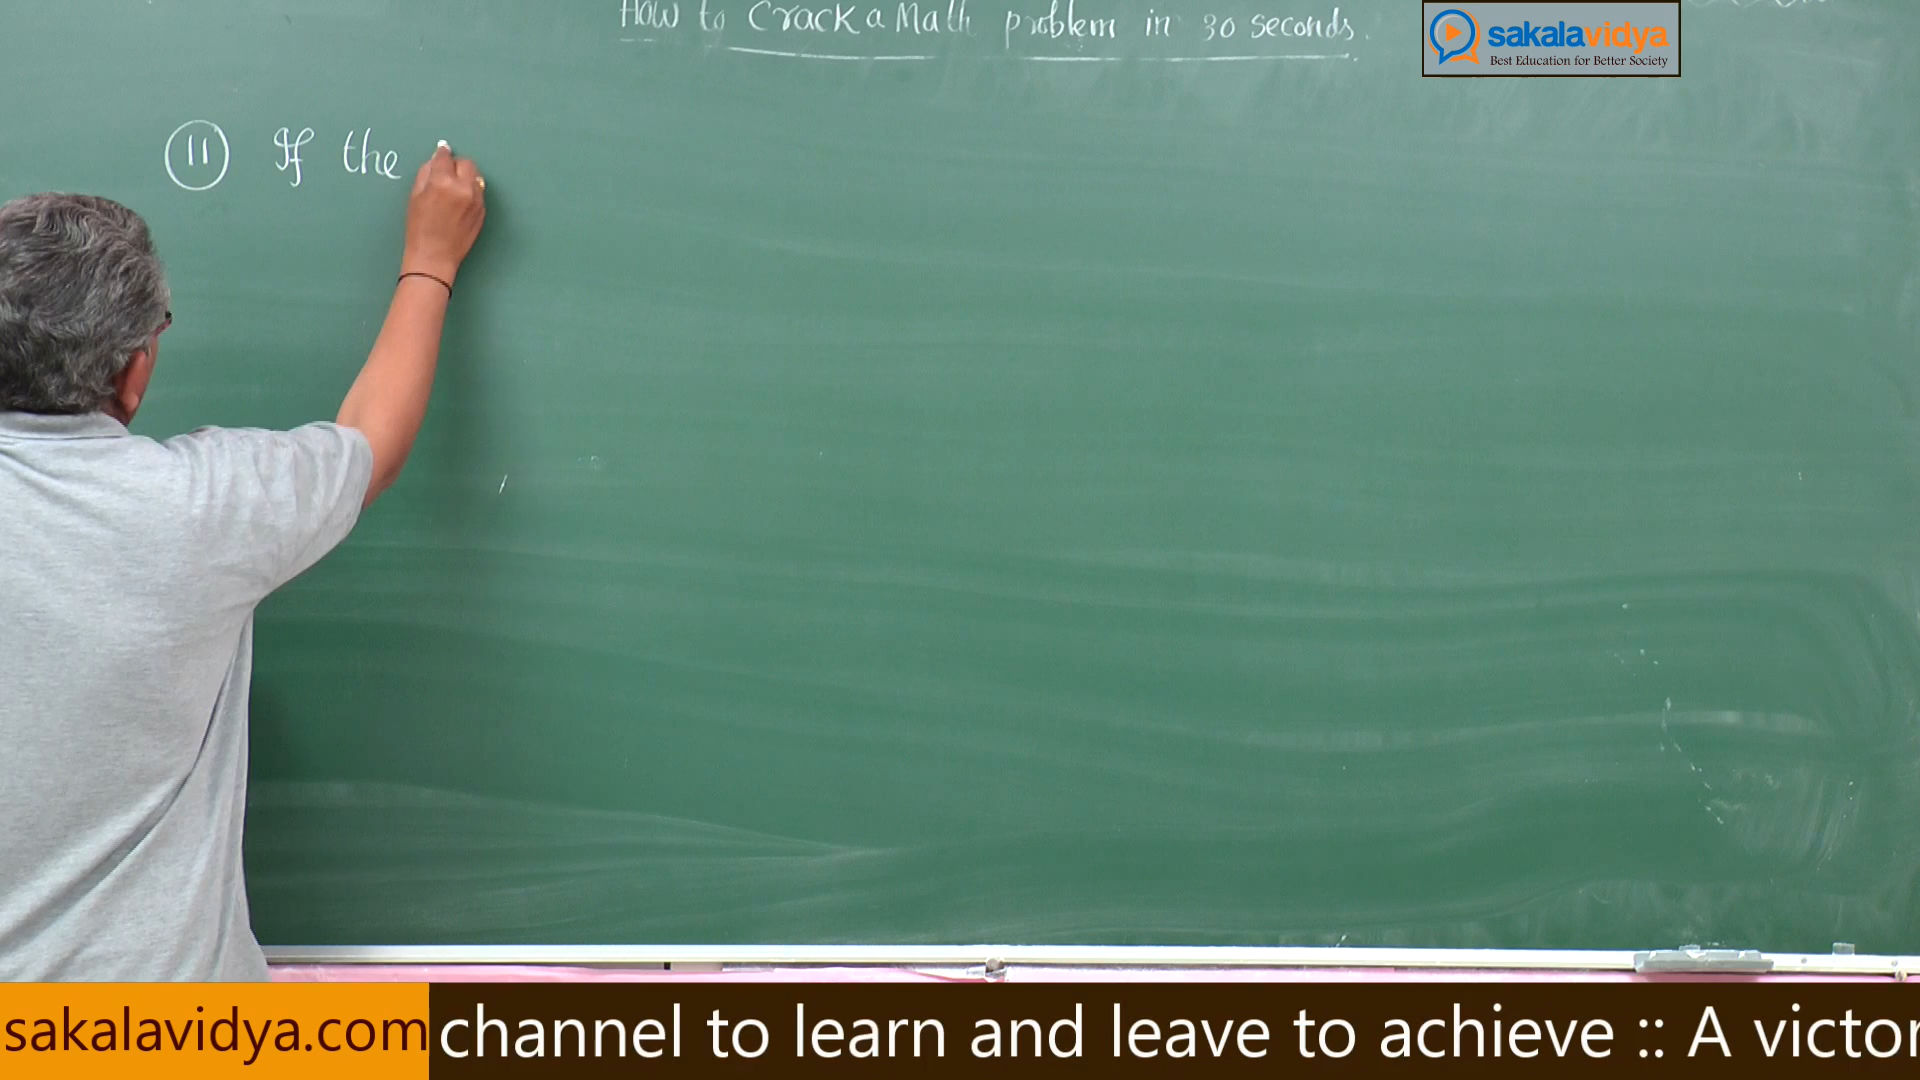 How to Crack a Math problem in 30 seconds.
sakalavidya
Best Education for Better Society
11 If the
sakalavidya.com channel to learn and leave to achieve :: A victor